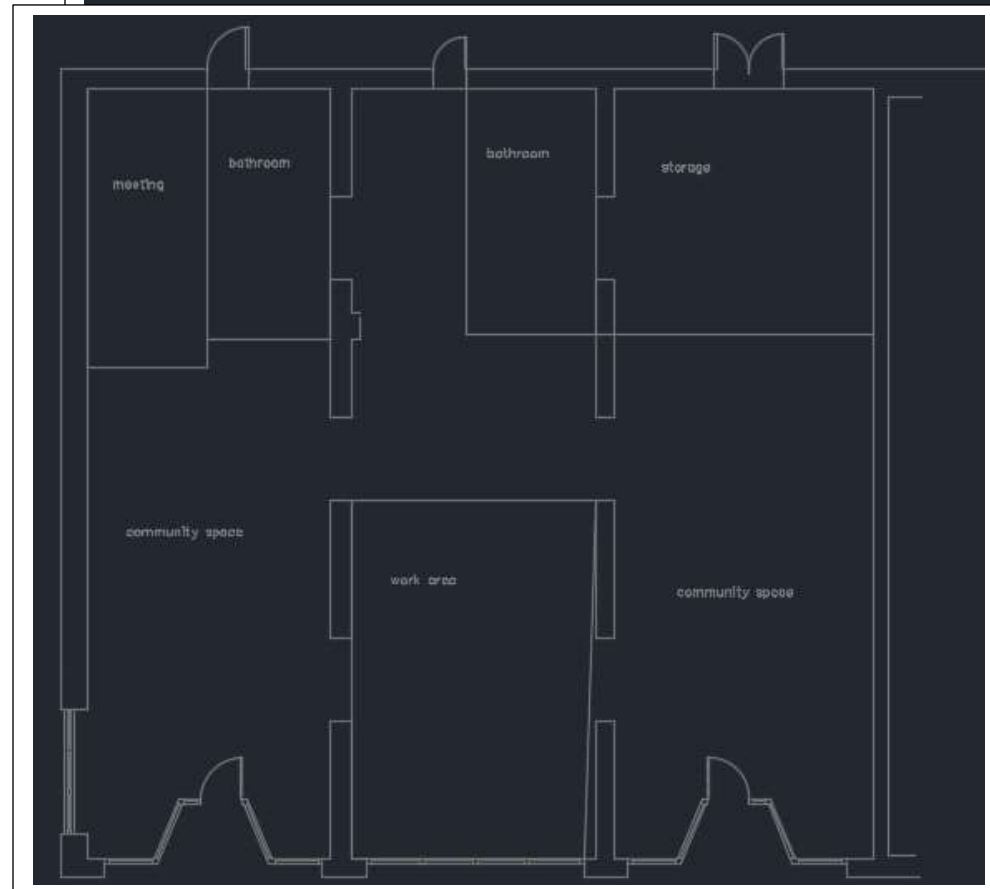 bathroom
bathroom
storage
meeting
community space
work area
community space